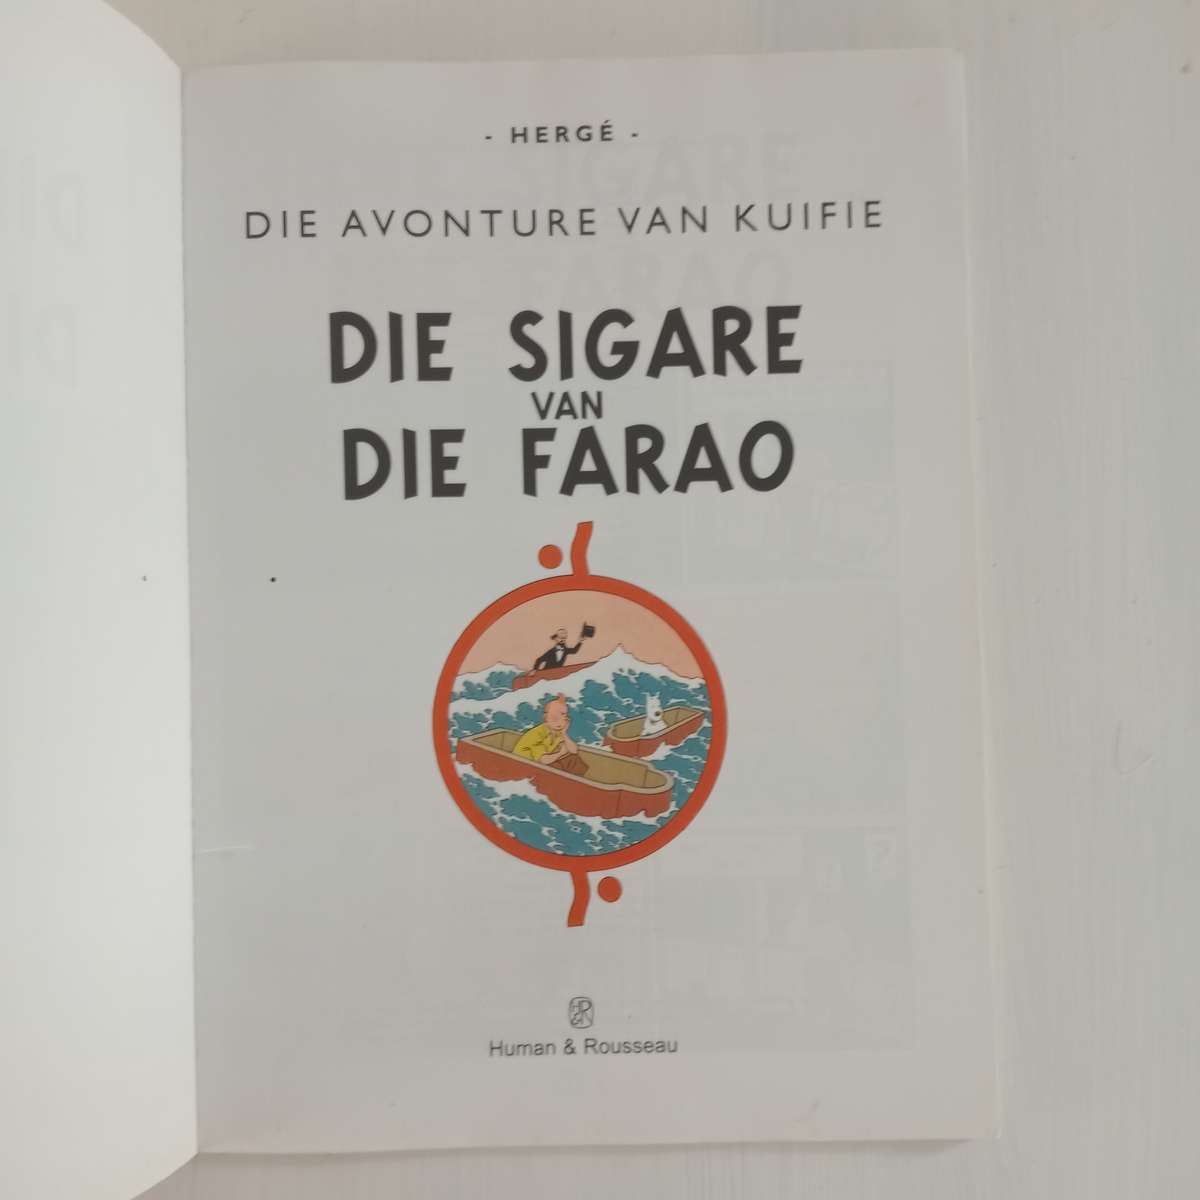 - HERGÉ -
DIE AVONTURE VAN KUIFIE
DIE SIGARE
VAN
DIE FARAO
H&R
Human & Rousseau